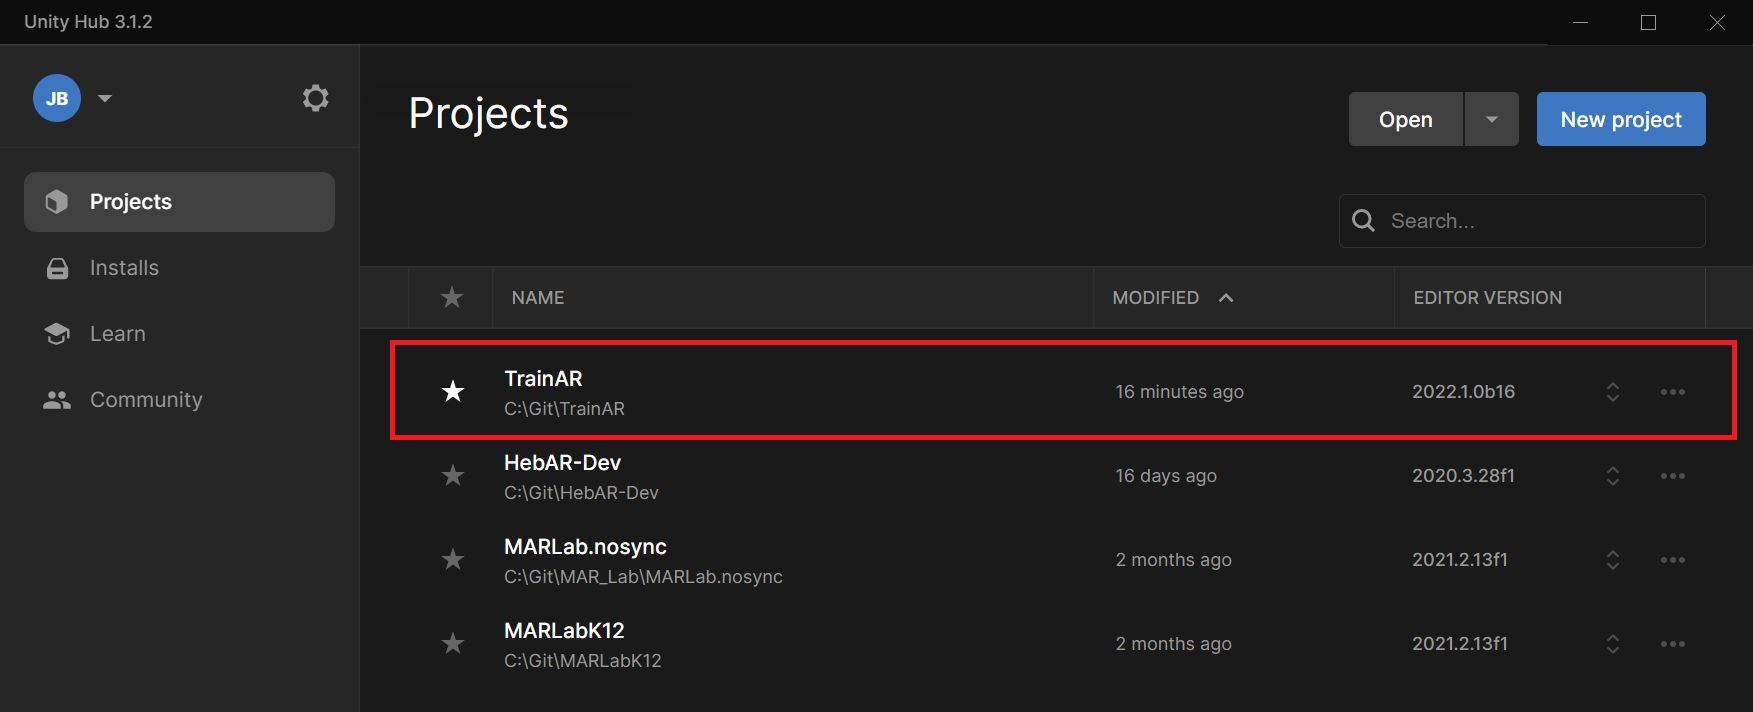 Unity Hub 3.1.2
JB
Projects
Installs
Learn
Community
Projects
Open
New project
Search...
NAME MODIFIED EDITOR VERSION
TrainAR
C:\Git\TrainAR
16 minutes ago
2022.1.0b16
HebAR-Dev
C:\Git\HebAR-Dev
16 days ago
2020.3.28f1
MARLab.nosync
C:\Git\MAR_Lab\MARLab.nosync
2 months ago
2021.2.13f1
MARLabK12
C:\Git\MARLabK12
2 months ago
2021.2.13f1